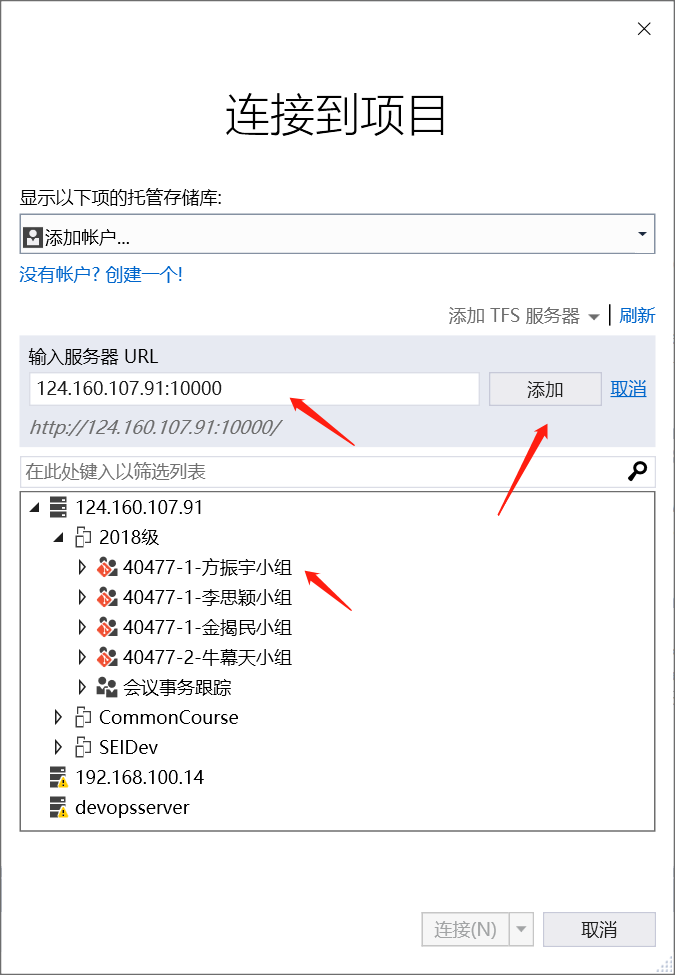 连接到项目
显示以下项的托管存储库:
添加帐户...
没有帐户? 创建一个!
添加 TFS 服务器 刷新
输入服务器 URL
124.160.107.91:10000 添加 取消
http://124.160.107.91:10000/
在此处键入以筛选列表
124.160.107.91
2018级
40477-1-方振宇小组
40477-1-李思颖小组
40477-1-金揭民小组
40477-2-牛幕天小组
会议事务跟踪
CommonCourse
SEIDev
192.168.100.14
devopsserver
连接(N) 取消